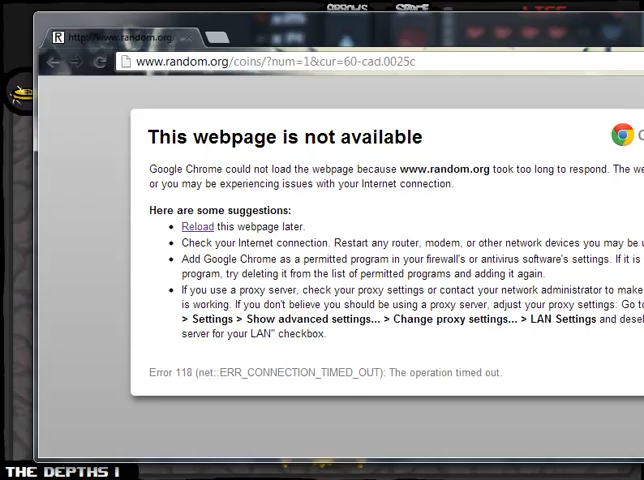 ARROWS SPACE LIFE
http://www.random.org/
www.random.org/coins/?num=1&cur=60-cad.0025c
This webpage is not available
Google Chrome could not load the webpage because www.random.org took too long to respond. The
or you may be experiencing issues with your Internet connection.
Here are some suggestions:
• Reload this webpage later.
• Check your Internet connection. Restart any router, modem, or other network devices you may be
• Add Google Chrome as a permitted program in your firewall's or antivirus software's settings. If it is
program, try deleting it from the list of permitted programs and adding it again.
• If you use a proxy server, check your proxy settings or contact your network administrator to make
is working. If you don't believe you should be using a proxy server, adjust your proxy settings: Go to
> Settings > Show advanced settings... > Change proxy settings... > LAN Settings and
server for your LAN" checkbox.
Error 118 (net::ERR_CONNECTION_TIMED_OUT): The operation timed out.
THE DEPTHS I